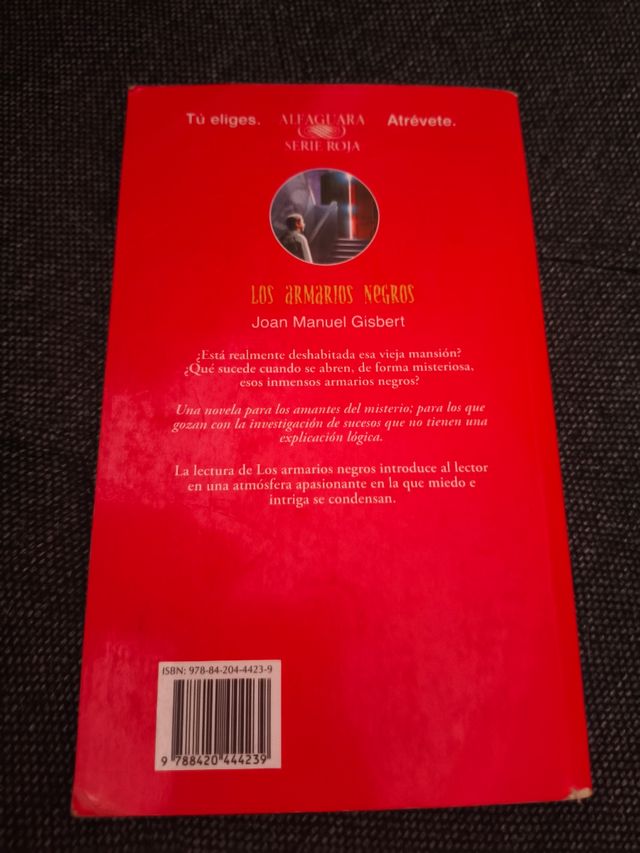 Tú eliges. ALFAGUARA Atrévete.
SERIE ROJA
LOS ARMARIOS NEGROS
Joan Manuel Gisbert
¿Está realmente deshabitada esa vieja mansión?
¿Qué sucede cuando se abren, de forma misteriosa,
esos inmensos armarios negros?
Una novela para los amantes del misterio; para los que
gozan con la investigación de sucesos que no tienen una
explicación lógica.
La lectura de Los armarios negros introduce al lector
en una atmósfera apasionante en la que miedo e
intriga se condensan.
ISBN: 978-84-204-4423-9
9 788420 444239